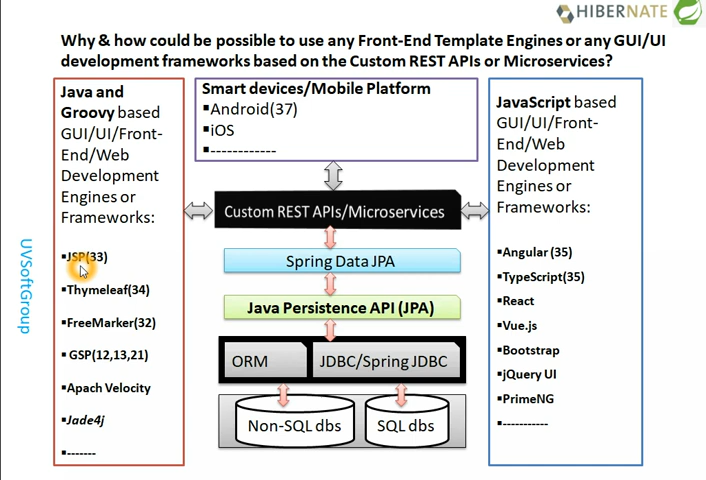 HIBERNATE
Why & how could be possible to use any Front-End Template Engines or any GUI/UI
development frameworks based on the Custom REST APIs or Microservices?
Java and
Groovy based
GUI/UI/Front-
End/Web
Development
Engines or
Frameworks:
▪JSP(33)
▪Thymeleaf(34)
▪FreeMarker(32)
▪ GSP(12,13,21)
▪Apach Velocity
▪Jade4j
▪-------
Smart devices/Mobile Platform
▪Android(37)
▪iOS
▪------------
Custom REST APIs/Microservices
Spring Data JPA
Java Persistence API (JPA)
ORM
JDBC/Spring JDBC
Non-SQL dbs
SQL dbs
JavaScript based
GUI/UI/Front-
End/Web
Development
Engines or
Frameworks:
▪Angular (35)
▪TypeScript(35)
▪React
▪Vue.js
▪Bootstrap
▪jQuery UI
▪PrimeNG
▪-----------
UVSoftGroup